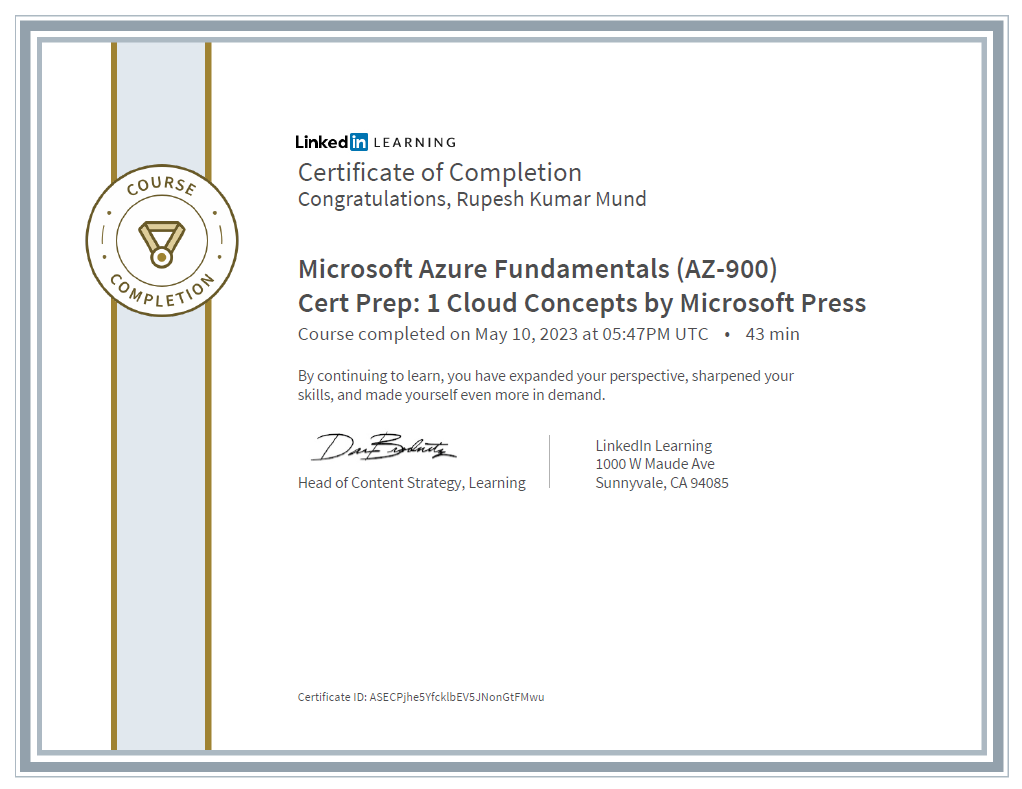 COURSE
COMPLETION
Linked in LEARNING
Certificate of Completion
Congratulations, Rupesh Kumar Mund
Microsoft Azure Fundamentals (AZ-900)
Cert Prep: 1 Cloud Concepts by Microsoft Press
Course completed on May 10, 2023 at 05:47PM UTC • 43 min
By continuing to learn, you have expanded your perspective, sharpened your
skills, and made yourself even more in demand.
Head of Content Strategy, Learning
LinkedIn Learning
1000 W Maude Ave
Sunnyvale, CA 94085
Certificate ID: ASECPjhe5YfcklbEV5JNonGtFMwu